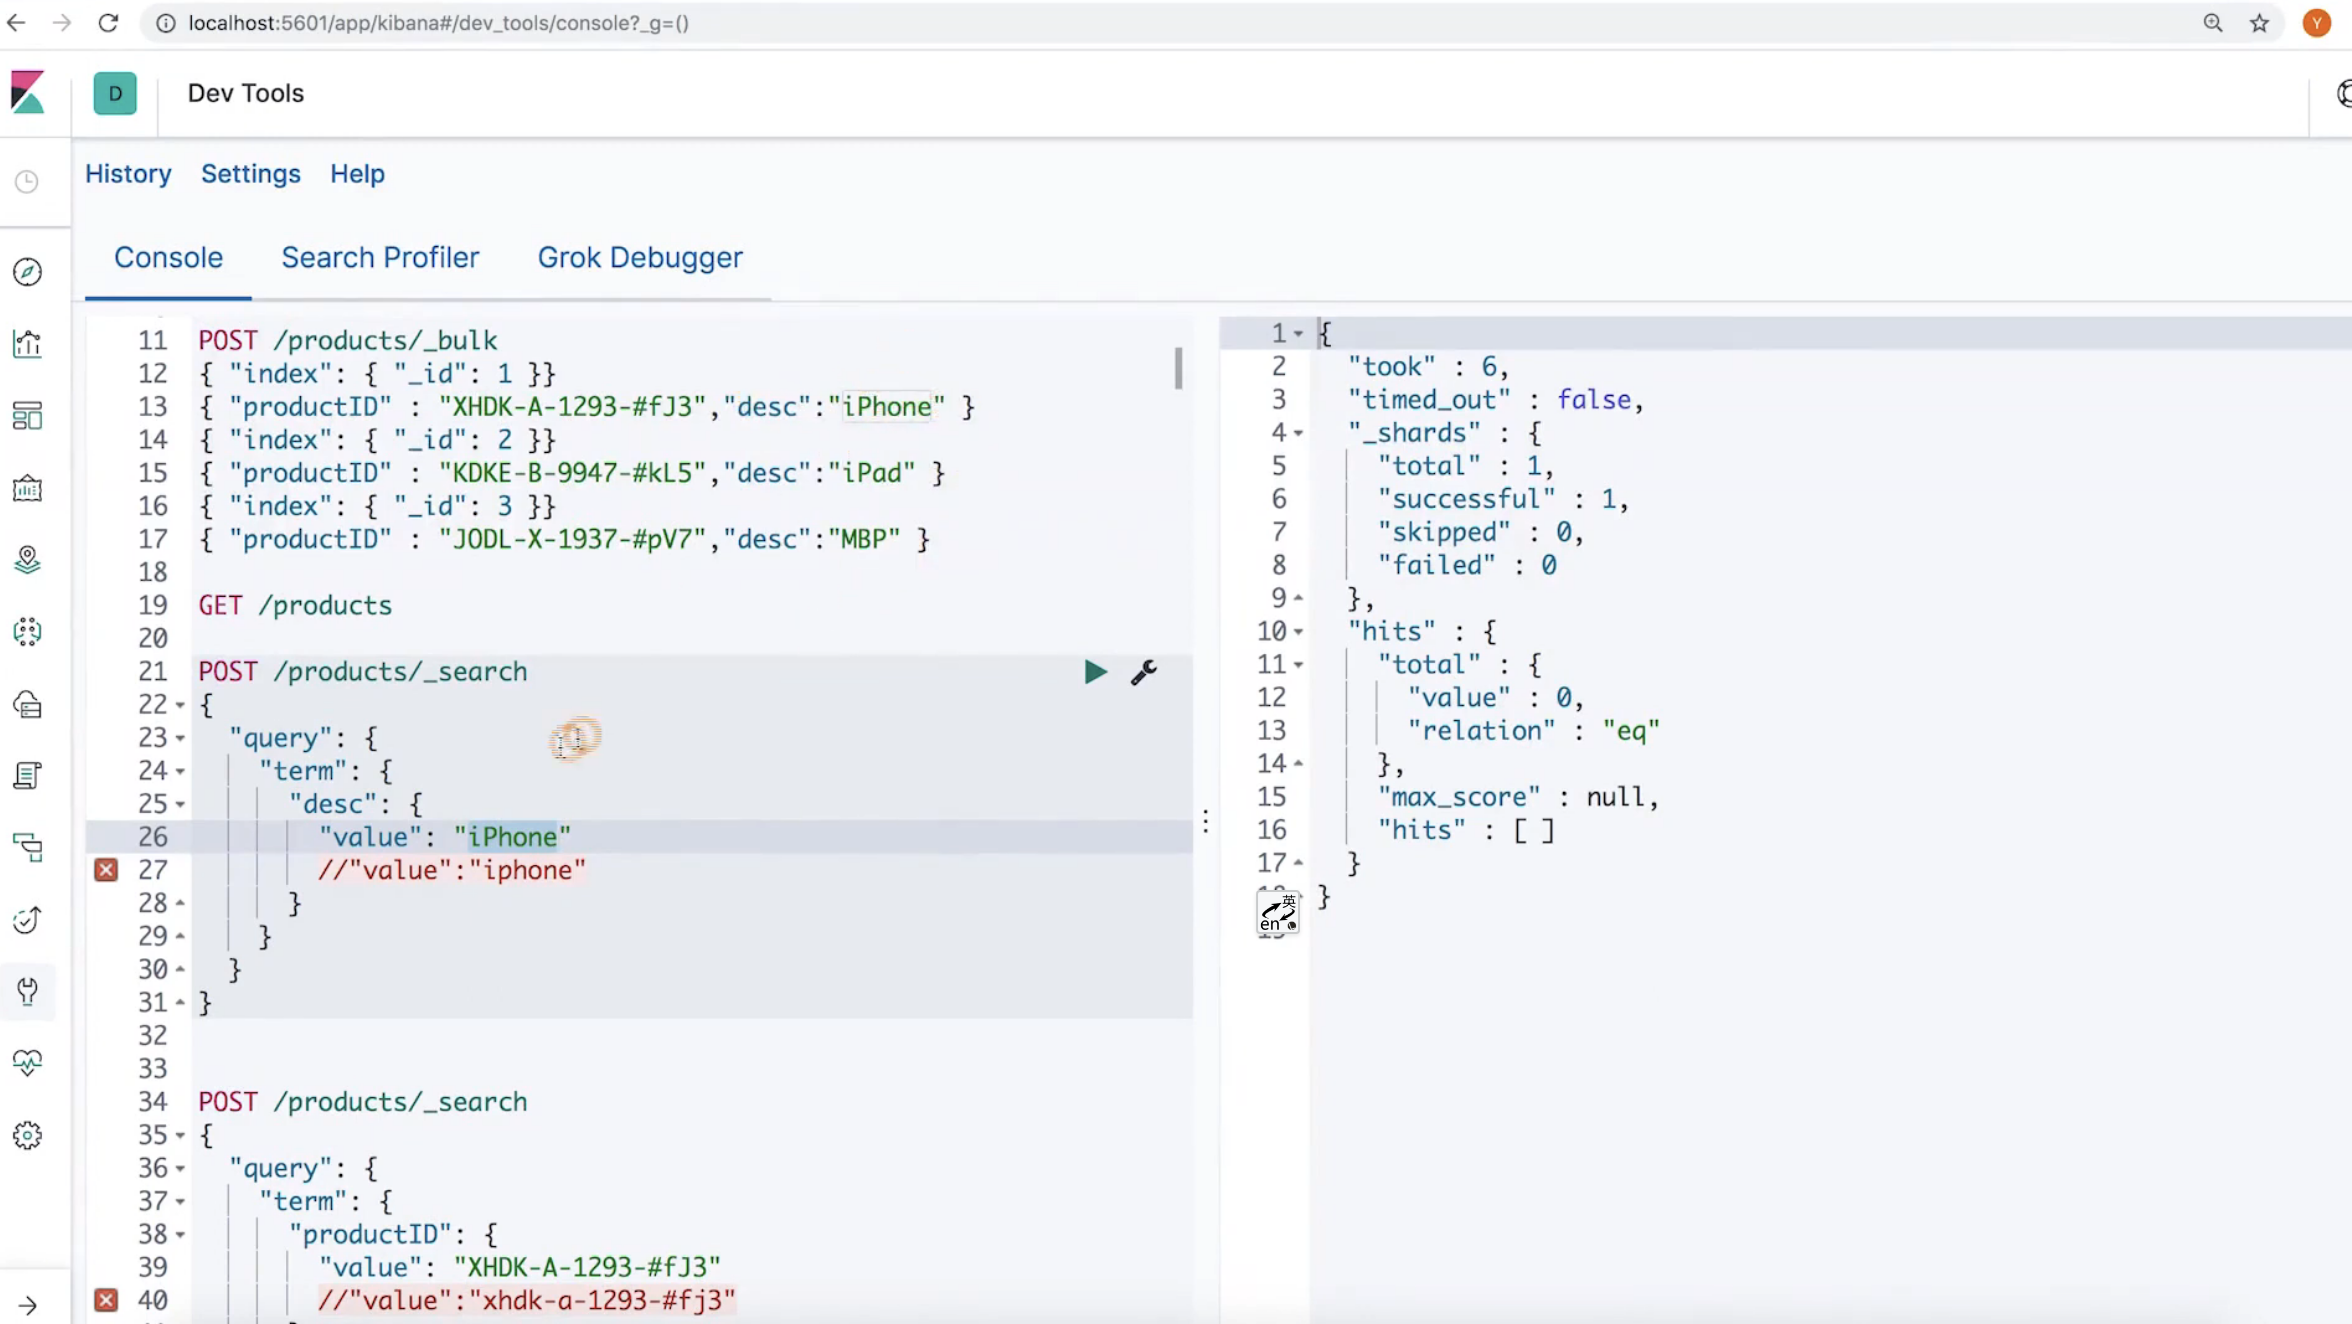 localhost:5601/app/kibana#/dev_tools/console?_g=()
Y
D
Dev Tools
History Settings Help
Console Search Profiler Grok Debugger
11 POST /products/_bulk
12 { "index": { "_id": 1 }}
13 { "productID" : "XHDK-A-1293-#fJ3","desc":"iPhone" }
14 { "index": { "_id": 2 }}
15 { "productID" : "KDKE-B-9947-#kL5","desc":"iPad" }
16 { "index": { "_id": 3 }}
17 { "productID" : "JODL-X-1937-#pV7","desc":"MBP" }
18
19 GET /products
20
21 POST /products/_search
22 {
23 "query": {
24 "term": {
25 "desc": {
26 "value": "iPhone"
27 //"value":"iphone"
28 }
29 }
30 }
31 }
32
33
34 POST /products/_search
35 {
36 "query": {
37 "term": {
38 "productID": {
39 "value": "XHDK-A-1293-#fJ3"
40 //"value":"xhdk-a-1293-#fj3"
1 {
2 "took" : 6,
3 "timed_out" : false,
4 "_shards" : {
5 "total" : 1,
6 "successful" : 1,
7 "skipped" : 0,
8 "failed" : 0
9 },
10 "hits" : {
11 "total" : {
12 "value" : 0,
13 "relation" : "eq"
14 },
15 "max_score" : null,
16 "hits" : [ ]
17 }
}
英
en